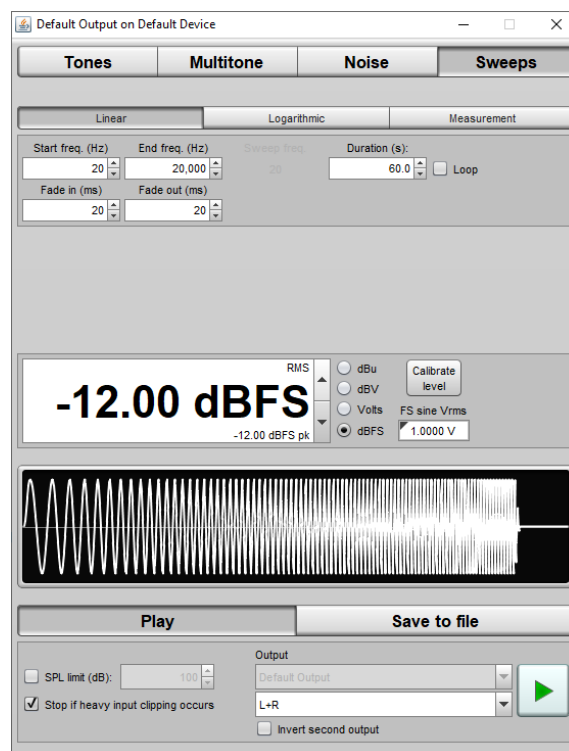 Default Output on Default Device
Tones Multitone Noise Sweeps
Linear Logarithmic Measurement
Start freq. (Hz) End freq. (Hz) Sweep freq. Duration (s):
20 20,000 20 60.0 Loop
Fade in (ms) Fade out (ms)
20 20
RMS
-12.00 dBFS
-12.00 dBFS pk
dBu
dBV
Volts
dBFS
Calibrate
level
FS sine Vrms
1.0000 V
Play Save to file
Output
SPL limit (dB): 100 Default Output
Stop if heavy input clipping occurs L+R
Invert second output